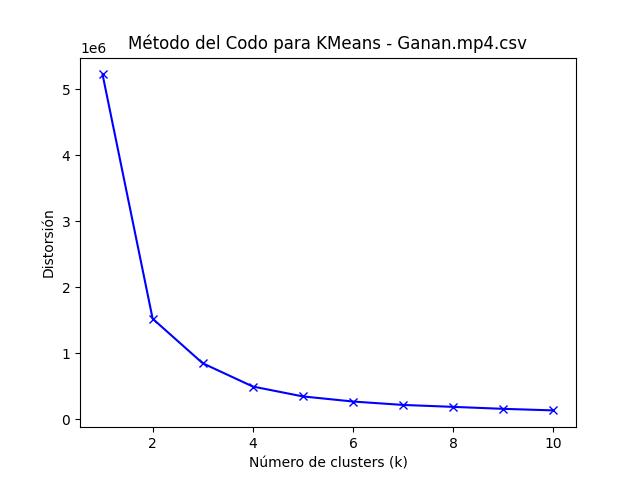 Método del Codo para KMeans - Ganan.mp4.csv
1e6
5
4
3
2
1
0
Distorsión
2 4 6 8 10
Número de clusters (k)